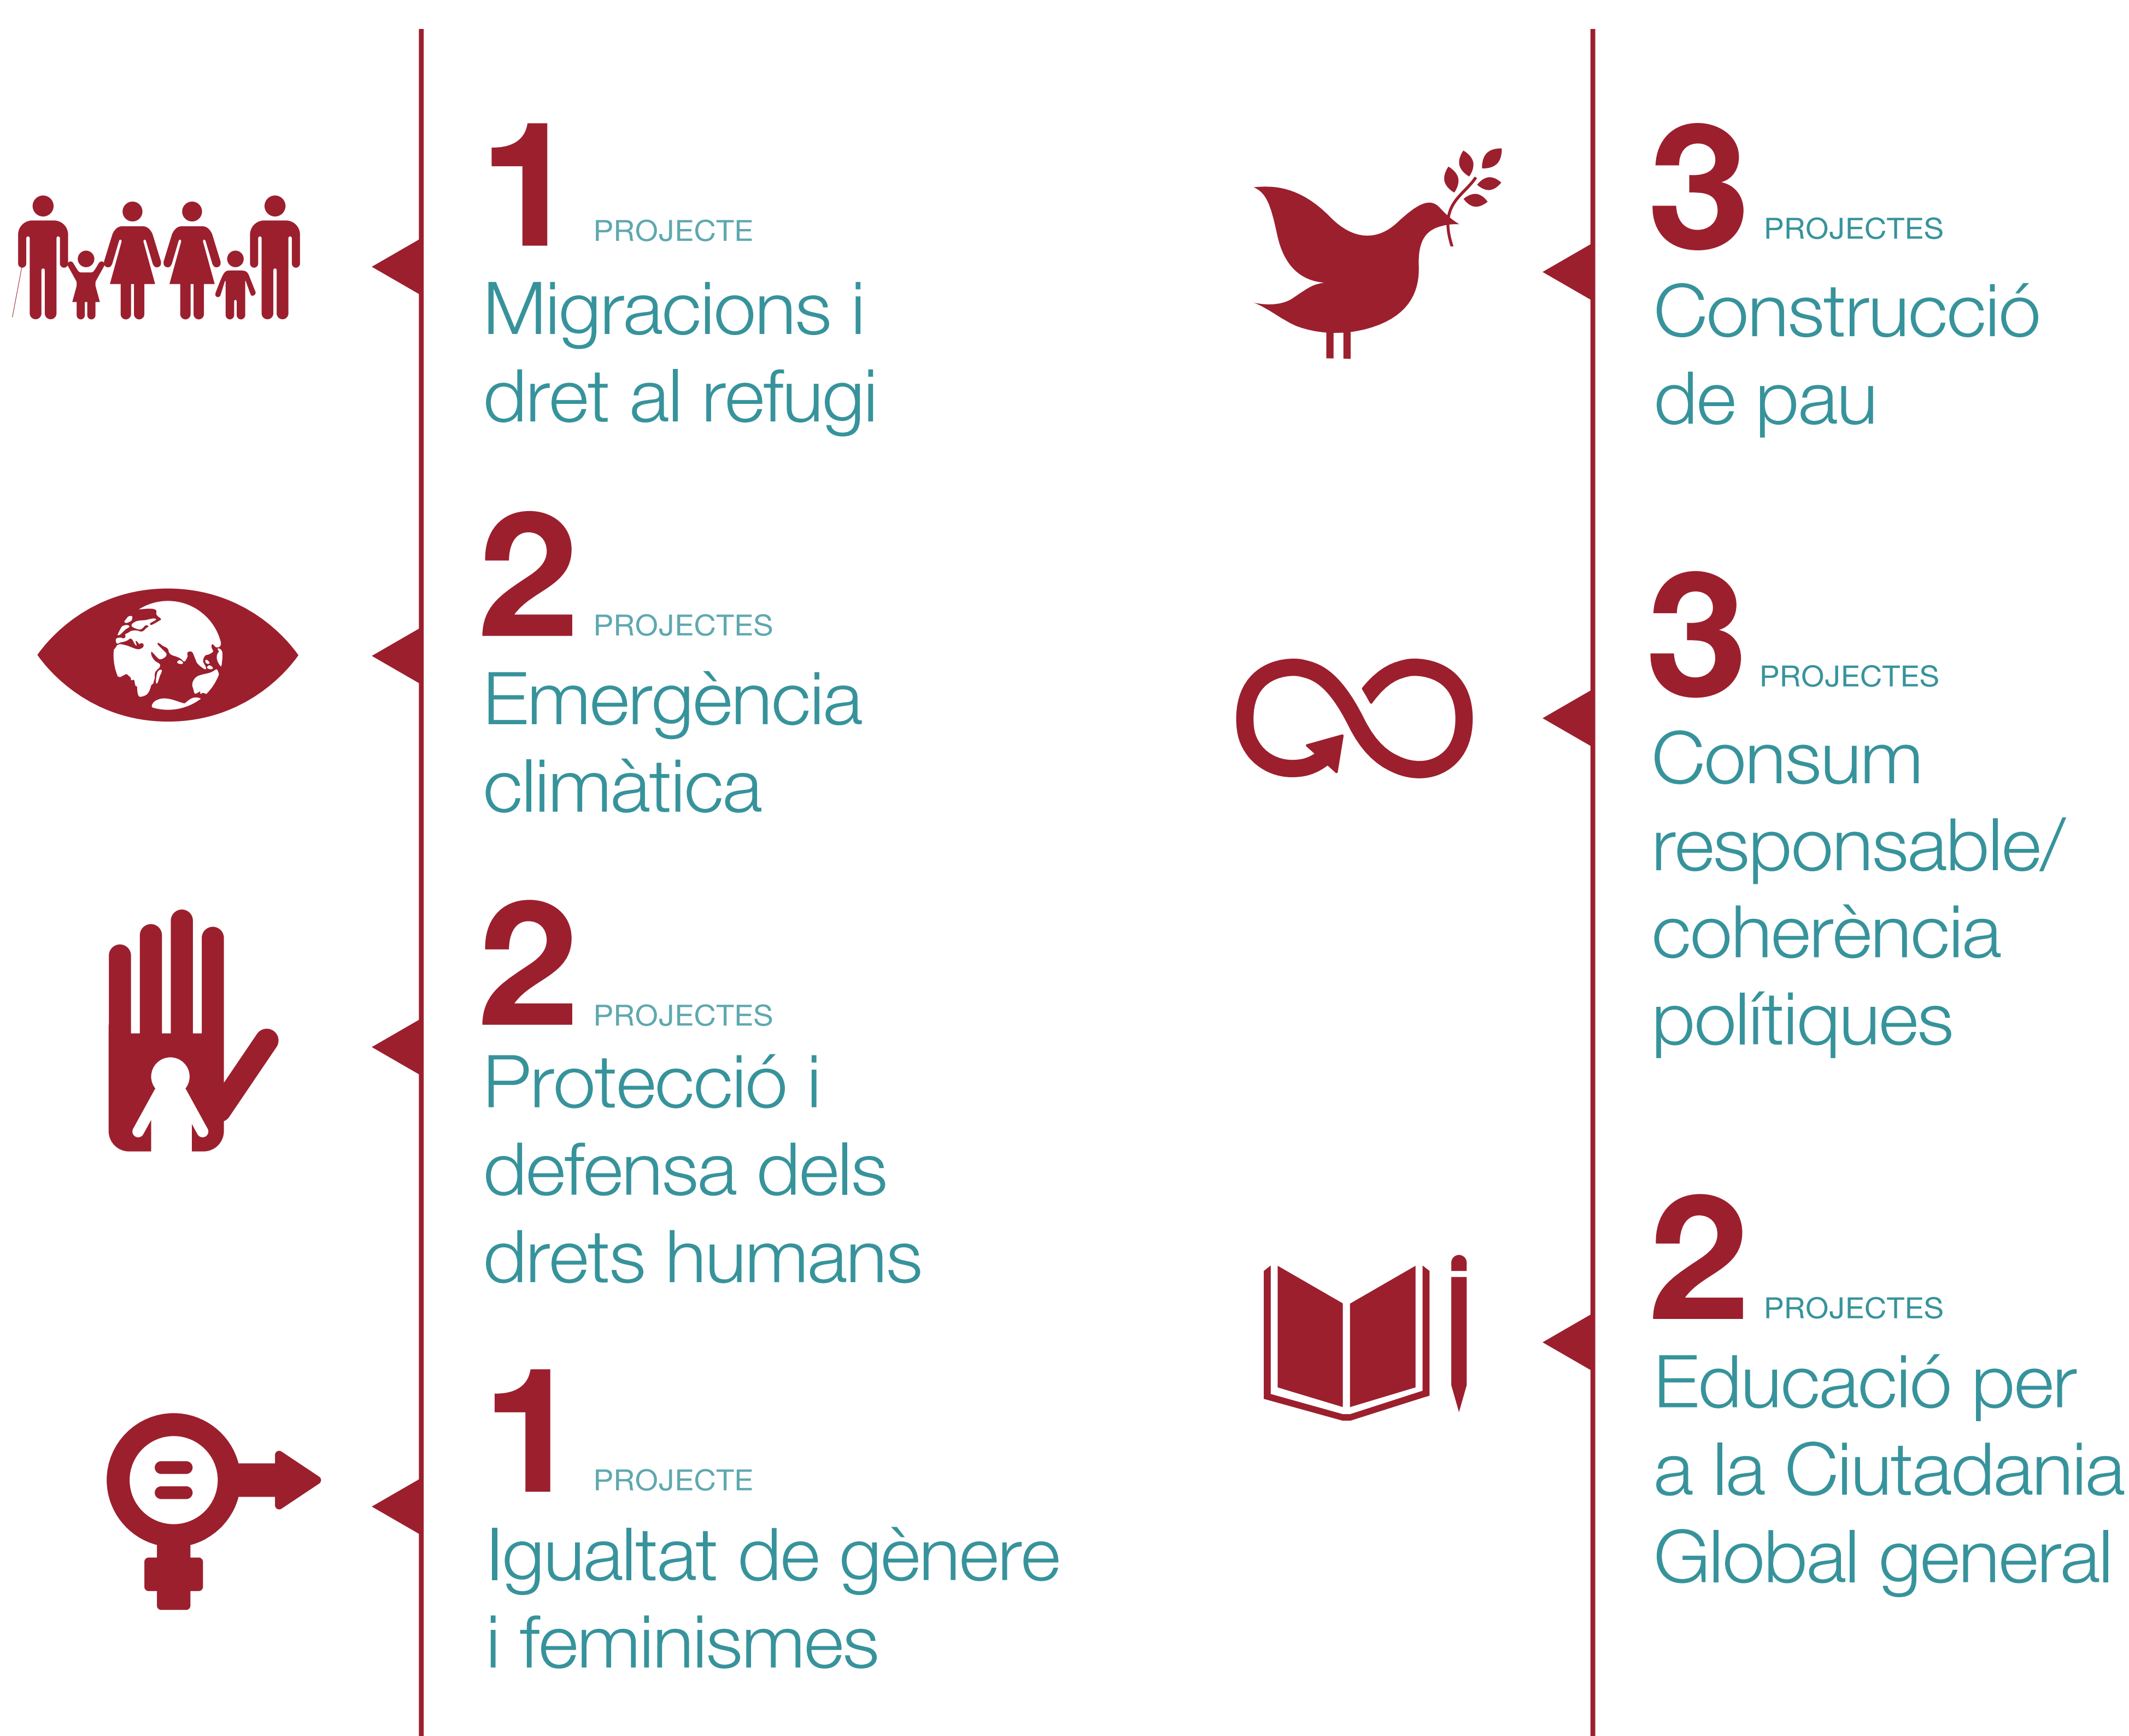 1 PROJECTE
Migracions i
dret al refugi
2 PROJECTES
Emergència
climàtica
2 PROJECTES
Protecció i
defensa dels
drets humans
1 PROJECTE
Igualtat de gènere
i feminismes
3 PROJECTES
Construcció
de pau
3 PROJECTES
Consum
responsable/
coherència
polítiques
2 PROJECTES
Educació per
a la Ciutadania
Global general